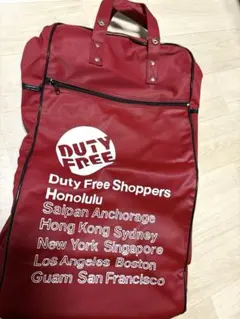 DUTY
FREE
Duty Free Shoppers
Honolulu
Saipan Anchorage
Hong Kong Sydney
New York Singapore
Los Angeles Boston
Guam San Francisco